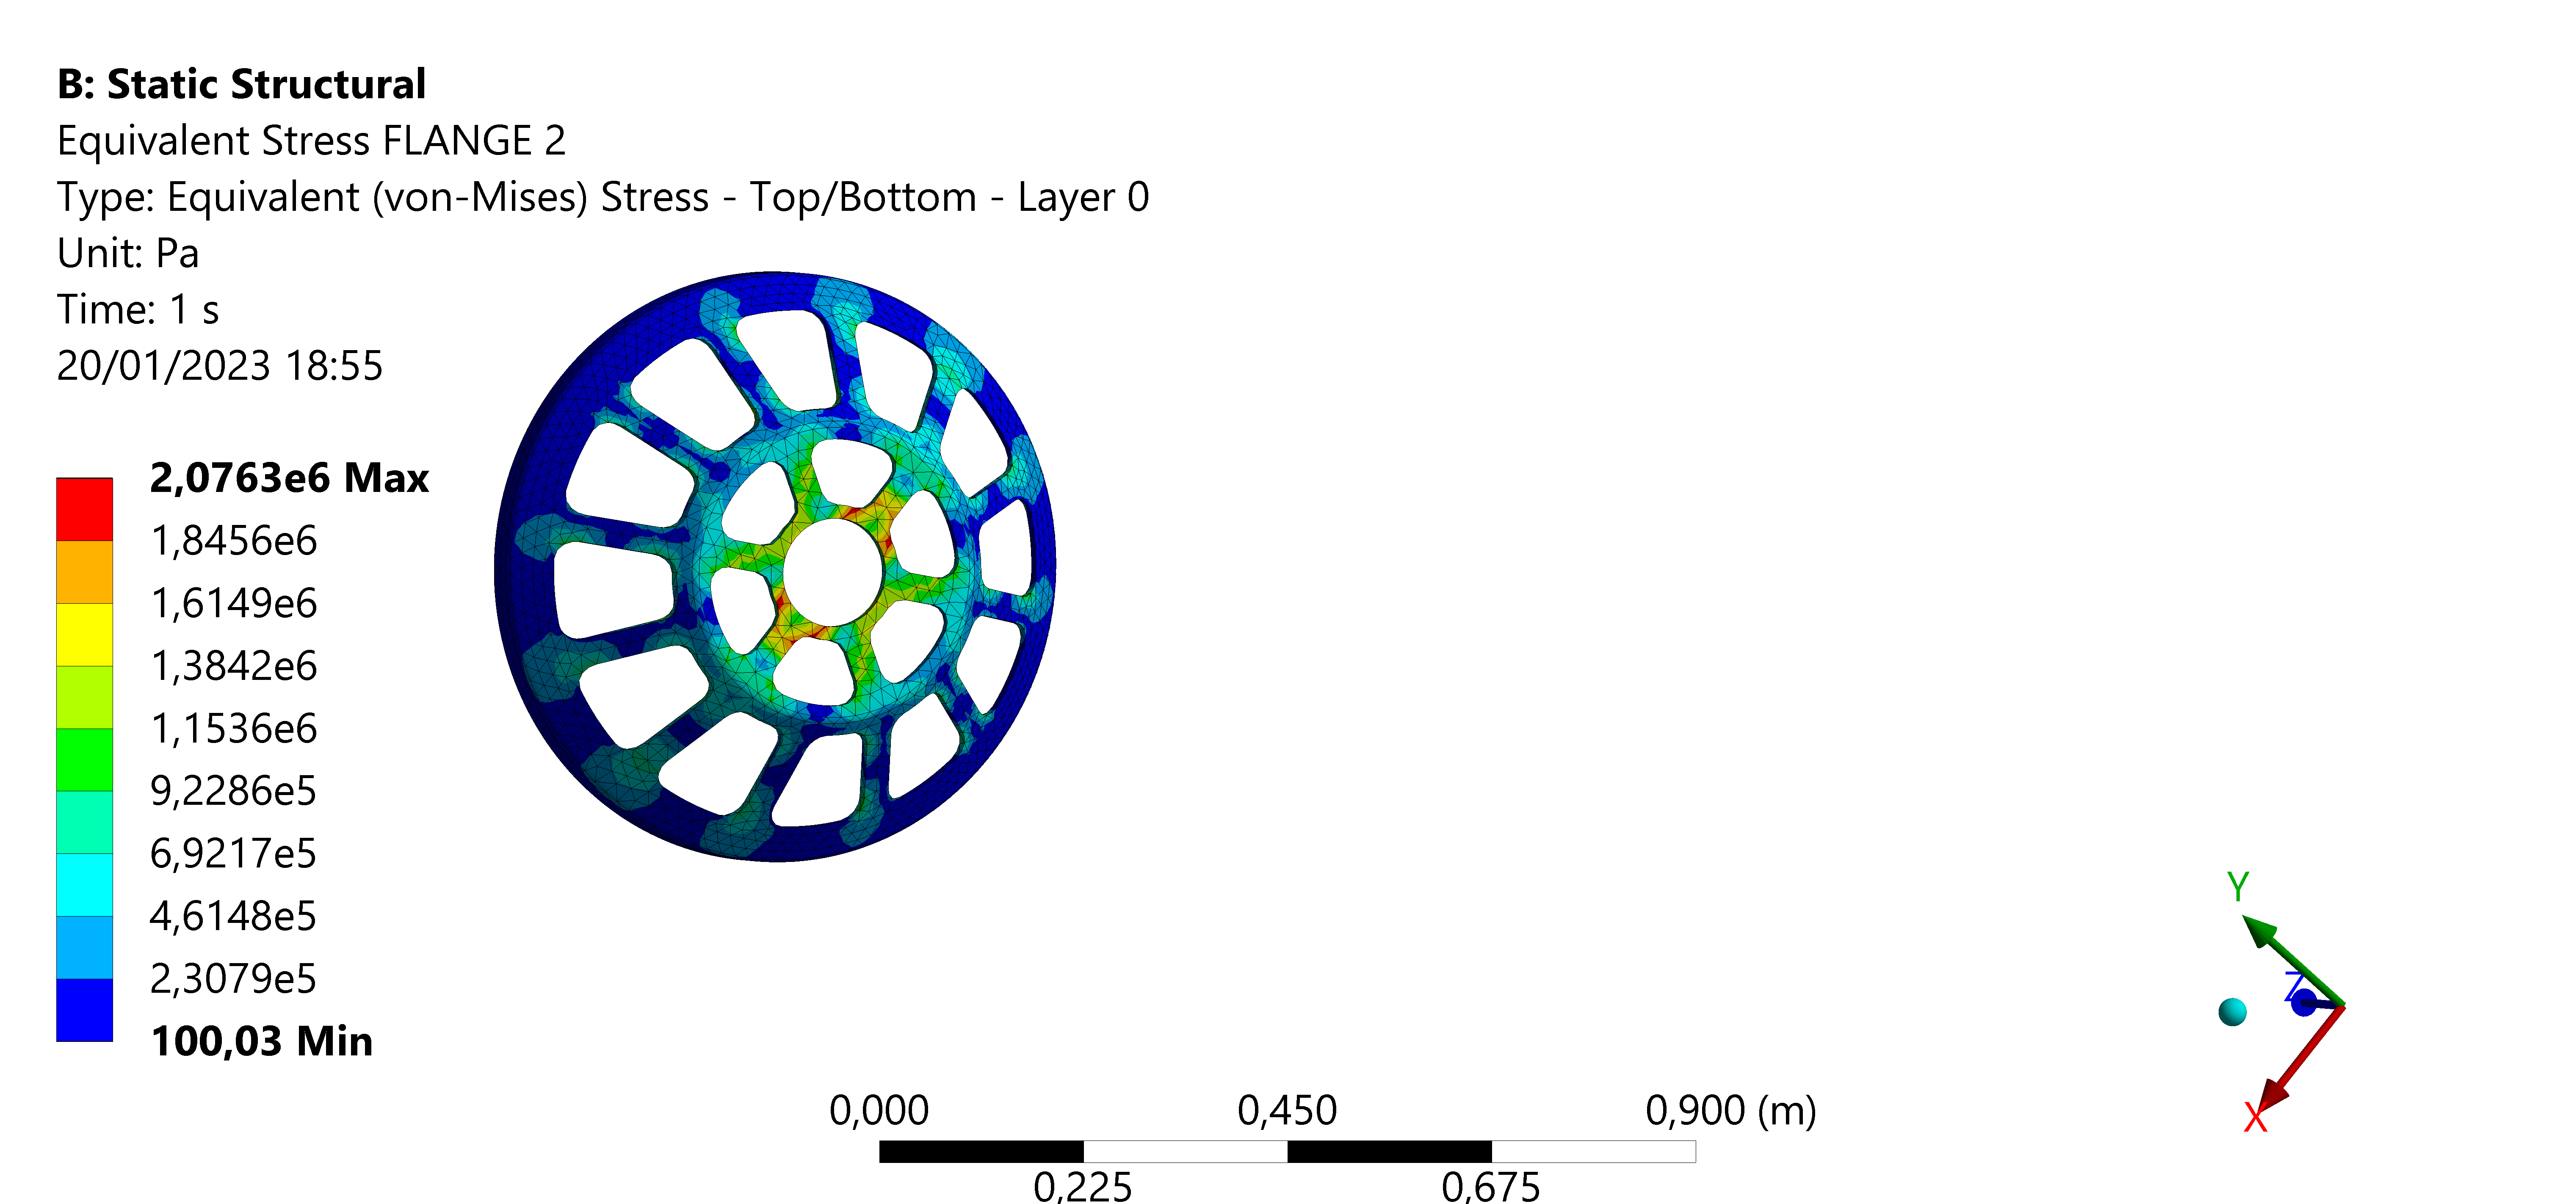 B: Static Structural
Equivalent Stress FLANGE 2
Type: Equivalent (von-Mises) Stress - Top/Bottom - Layer 0
Unit: Pa
Time: 1 s
20/01/2023 18:55
2,0763e6 Max
1,8456e6
1,6149e6
1,3842e6
1,1536e6
9,2286e5
6,9217e5
4,6148e5
2,3079e5
100,03 Min
Y
Z
X
0,000 0,450 0,900 (m)
0,225 0,675